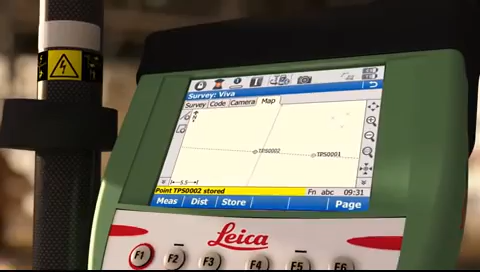 Survey: Viva
Survey Code Camera Map
TPS0002
TPS0001
Point TPS0002 stored
Fn abc 09:31
Meas Dist Store Page
Leica
F1 F2 F3 F4 F5 F6